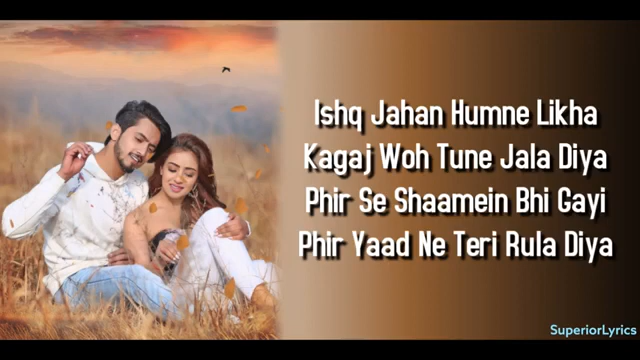 Ishq Jahan Humne Likha
Kagaj Woh Tune Jala Diya
Phir Se Shaamein Bhi Gayi
Phir Yaad Ne Teri Rula Diya
SuperiorLyrics